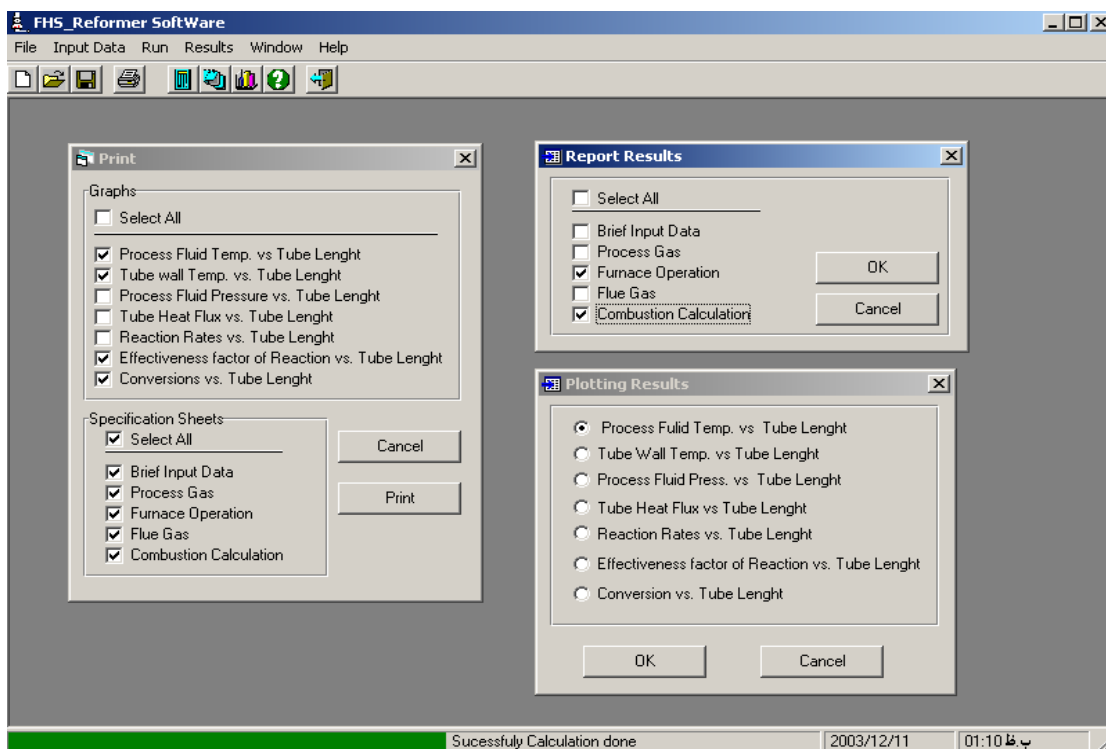 FHS_Reformer SoftWare
File Input Data Run Results Window Help
Print
Graphs
Select All
Process Fluid Temp. vs Tube Lenght
Tube wall Temp. vs. Tube Lenght
Process Fluid Pressure vs. Tube Lenght
Tube Heat Flux vs. Tube Lenght
Reaction Rates vs. Tube Lenght
Effectiveness factor of Reaction vs. Tube Lenght
Conversions vs. Tube Lenght
Specification Sheets
Select All
Brief Input Data
Process Gas
Furnace Operation
Flue Gas
Combustion Calculation
Cancel
Print
Report Results
Select All
Brief Input Data
Process Gas
Furnace Operation
Flue Gas
Combustion Calculation
OK
Cancel
Plotting Results
Process Fulid Temp. vs Tube Lenght
Tube Wall Temp. vs Tube Lenght
Process Fluid Press. vs Tube Lenght
Tube Heat Flux vs Tube Lenght
Reaction Rates vs. Tube Lenght
Effectiveness factor of Reaction vs. Tube Lenght
Conversion vs. Tube Lenght
OK
Cancel
Sucessfuly Calculation done
2003/12/11
01:10 ب.ظ